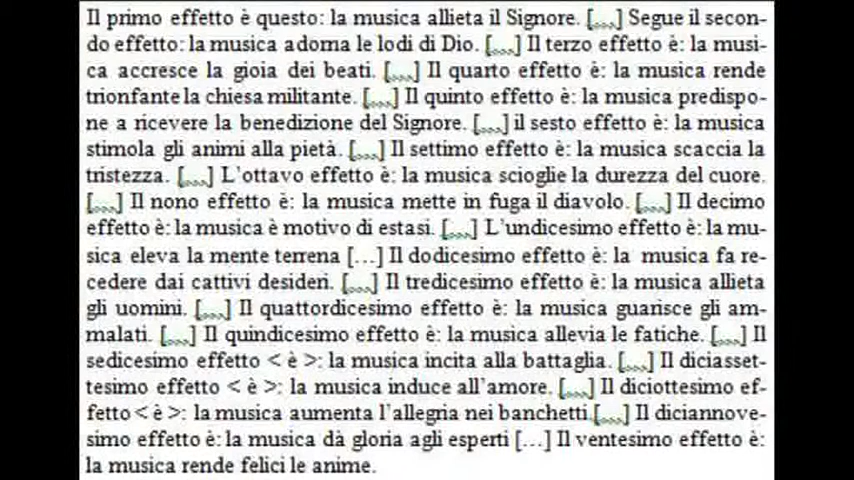 Il primo effetto è questo: la musica allieta il Signore. [...] Segue il secon-
do effetto: la musica adorna le lodi di Dio. [...] Il terzo effetto è: la musi-
ca accresce la gioia dei beati. [...] Il quarto effetto è: la musica rende
trionfante la chiesa militante. [...] Il quinto effetto è: la musica predispo-
ne a ricevere la benedizione del Signore. [...] il sesto effetto è: la musica
stimola gli animi alla pietà. [...] Il settimo effetto è: la musica scaccia la
tristezza. [...] L'ottavo effetto è: la musica scioglie la durezza del cuore.
[...] Il nono effetto è: la musica mette in fuga il diavolo. [...] Il decimo
effetto è: la musica è motivo di estasi. [...] L'undicesimo effetto è: la mu-
sica eleva la mente terrena [...] Il dodicesimo effetto è: la musica fa re-
cedere dai cattivi desideri. [...] Il tredicesimo effetto è: la musica allieta
gli uomini. [...] Il quattordicesimo effetto è: la musica guarisce gli am-
malati. [...] Il quindicesimo effetto è: la musica allevia le fatiche. [...] Il
sedicesimo effetto < è >: la musica incita alla battaglia. [...] Il diciasset-
tesimo effetto < è >: la musica induce all'amore. [...] Il diciottesimo ef-
fetto < è >: la musica aumenta l'allegria nei banchetti.[...] Il diciannove-
simo effetto è: la musica dà gloria agli esperti [...] Il ventesimo effetto è:
la musica rende felici le anime.